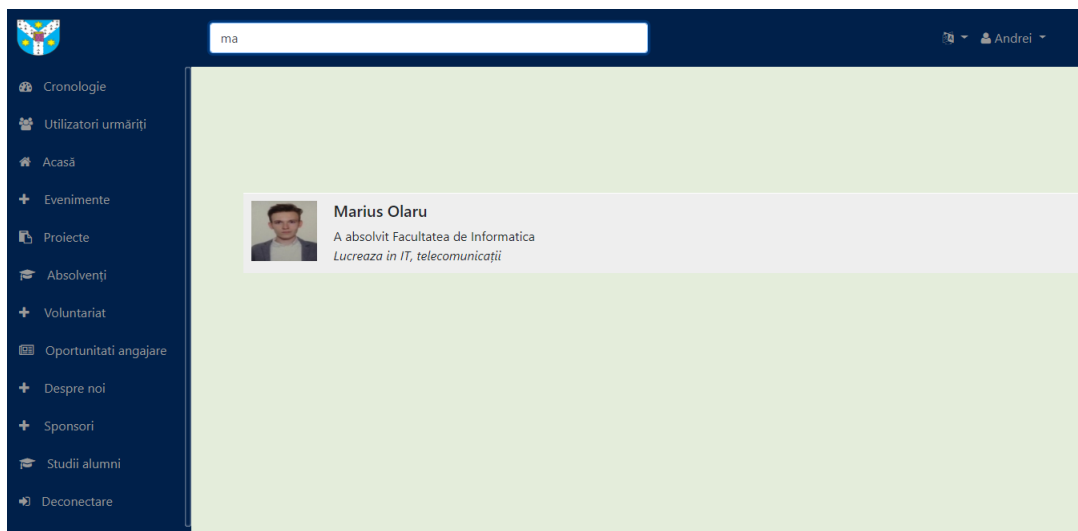 ma
Andrei
Cronologie
Utilizatori urmăriți
Acasă
Evenimente
Proiecte
Absolvenți
Voluntariat
Oportunitati angajare
Despre noi
Sponsori
Studii alumni
Deconectare
Marius Olaru
A absolvit Facultatea de Informatica
Lucreaza in IT, telecomunicații